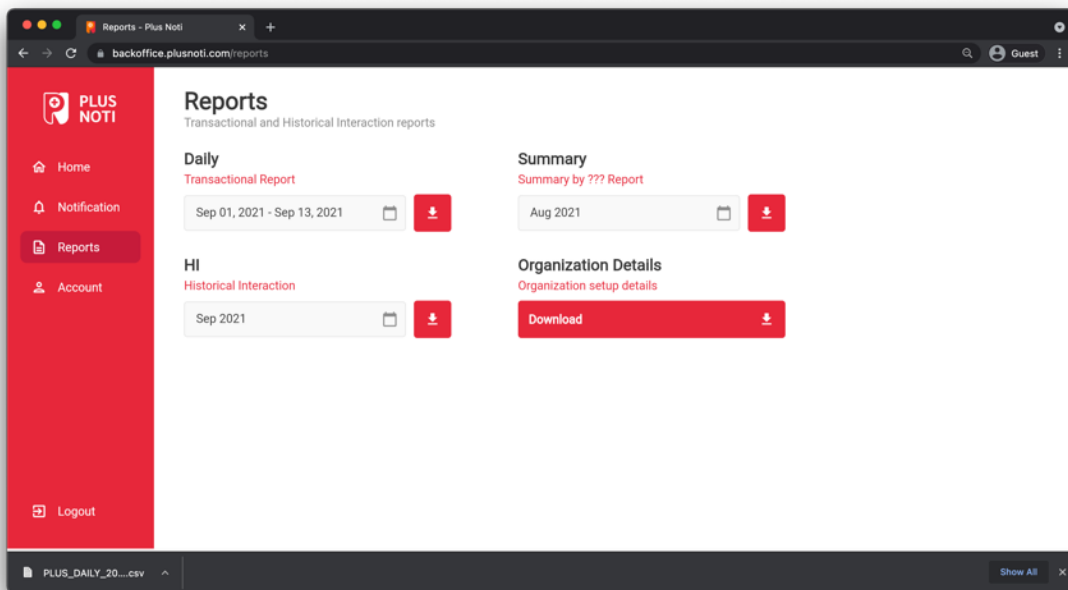 Reports - Plus Noti
backoffice.plusnoti.com/reports
Guest
PLUS
NOTI
Home
Notification
Reports
Account
Logout
Reports
Transactional and Historical Interaction reports
Daily
Transactional Report
Sep 01, 2021 - Sep 13, 2021
Summary
Summary by ??? Report
Aug 2021
HI
Historical Interaction
Sep 2021
Organization Details
Organization setup details
Download
PLUS_DAILY_20....csv
Show All